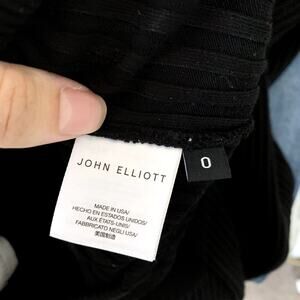 JOHN ELLIOTT
0
MADE IN USA/
HECHO EN ESTADOS UNIDOS/
AUX ÉTATS-UNIS/
FABBRICATO NEGLI USA/
美国制造